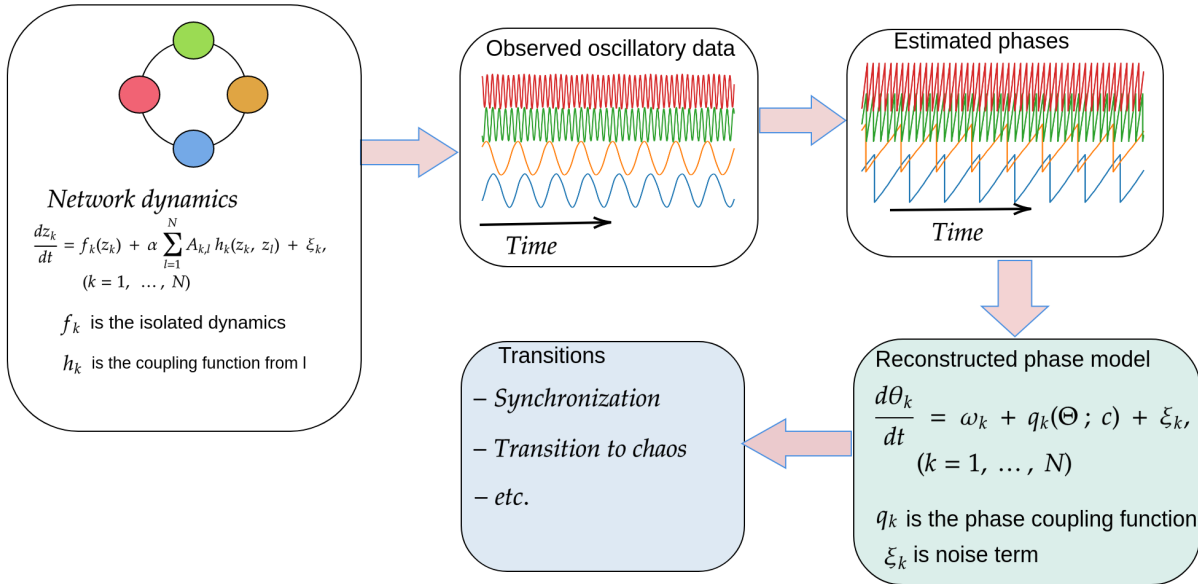 Network dynamics
dz_k/dt = f_k(z_k) + α ∑_{l=1}^{N} A_{k,l} h_k(z_k, z_l) + ξ_k,
(k = 1, …, N)
f_k is the isolated dynamics
h_k is the coupling function from l
Observed oscillatory data
Time
Estimated phases
Time
Reconstructed phase model
dθ_k/dt = ω_k + q_k(Θ ; c) + ξ_k,
(k = 1, …, N)
q_k is the phase coupling function
ξ_k is noise term
Transitions
– Synchronization
– Transition to chaos
– etc.